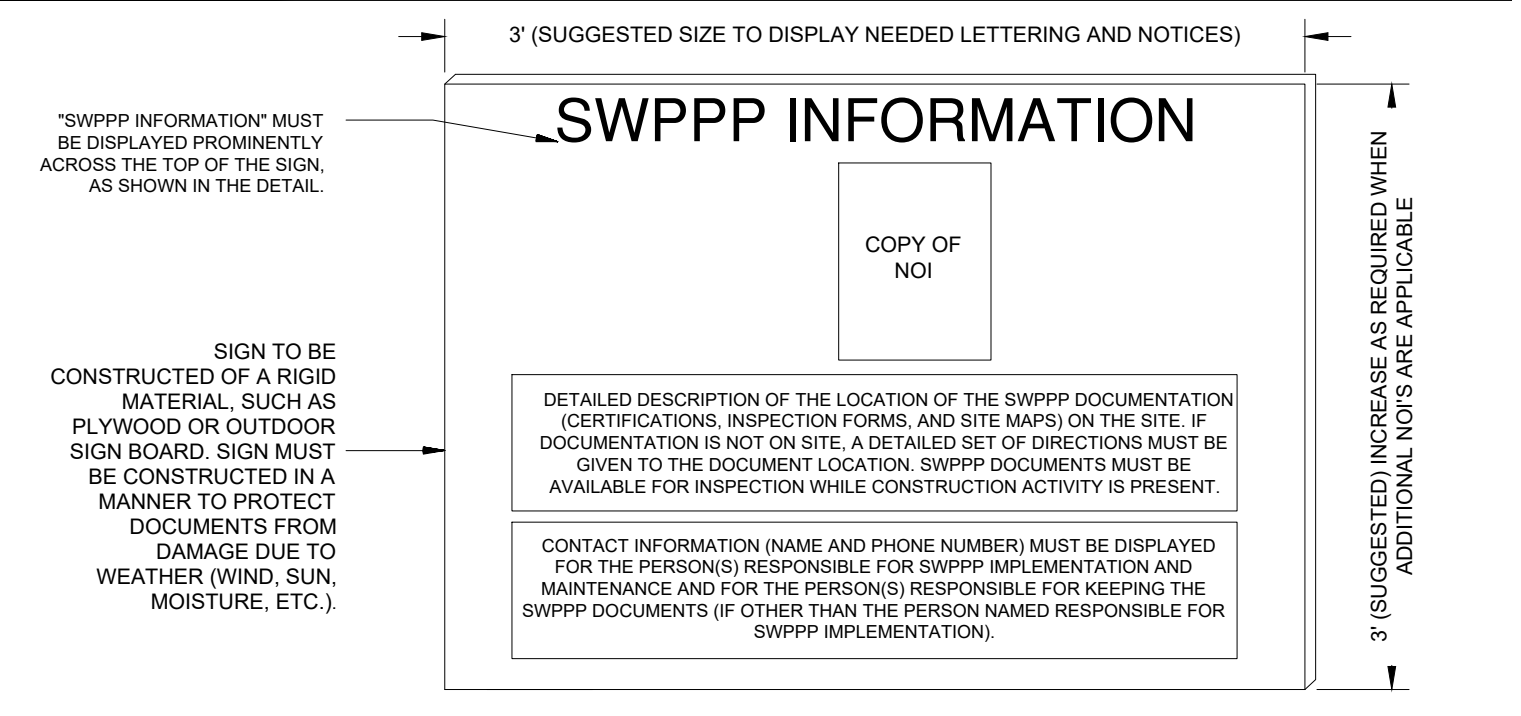 3' (SUGGESTED SIZE TO DISPLAY NEEDED LETTERING AND NOTICES)
"SWPPP INFORMATION" MUST
BE DISPLAYED PROMINENTLY
ACROSS THE TOP OF THE SIGN,
AS SHOWN IN THE DETAIL.
SWPPP INFORMATION
COPY OF
NOI
SIGN TO BE
CONSTRUCTED OF A RIGID
MATERIAL, SUCH AS
PLYWOOD OR OUTDOOR
SIGN BOARD. SIGN MUST
BE CONSTRUCTED IN A
MANNER TO PROTECT
DOCUMENTS FROM
DAMAGE DUE TO
WEATHER (WIND, SUN,
MOISTURE, ETC.).
DETAILED DESCRIPTION OF THE LOCATION OF THE SWPPP DOCUMENTATION
(CERTIFICATIONS, INSPECTION FORMS, AND SITE MAPS) ON THE SITE. IF
DOCUMENTATION IS NOT ON SITE, A DETAILED SET OF DIRECTIONS MUST BE
GIVEN TO THE DOCUMENT LOCATION. SWPPP DOCUMENTS MUST BE
AVAILABLE FOR INSPECTION WHILE CONSTRUCTION ACTIVITY IS PRESENT.
CONTACT INFORMATION (NAME AND PHONE NUMBER) MUST BE DISPLAYED
FOR THE PERSON(S) RESPONSIBLE FOR SWPPP IMPLEMENTATION AND
MAINTENANCE AND FOR THE PERSON(S) RESPONSIBLE FOR KEEPING THE
SWPPP DOCUMENTS (IF OTHER THAN THE PERSON NAMED RESPONSIBLE FOR
SWPPP IMPLEMENTATION).
3' (SUGGESTED) INCREASE AS REQUIRED WHEN
ADDITIONAL NOI'S ARE APPLICABLE